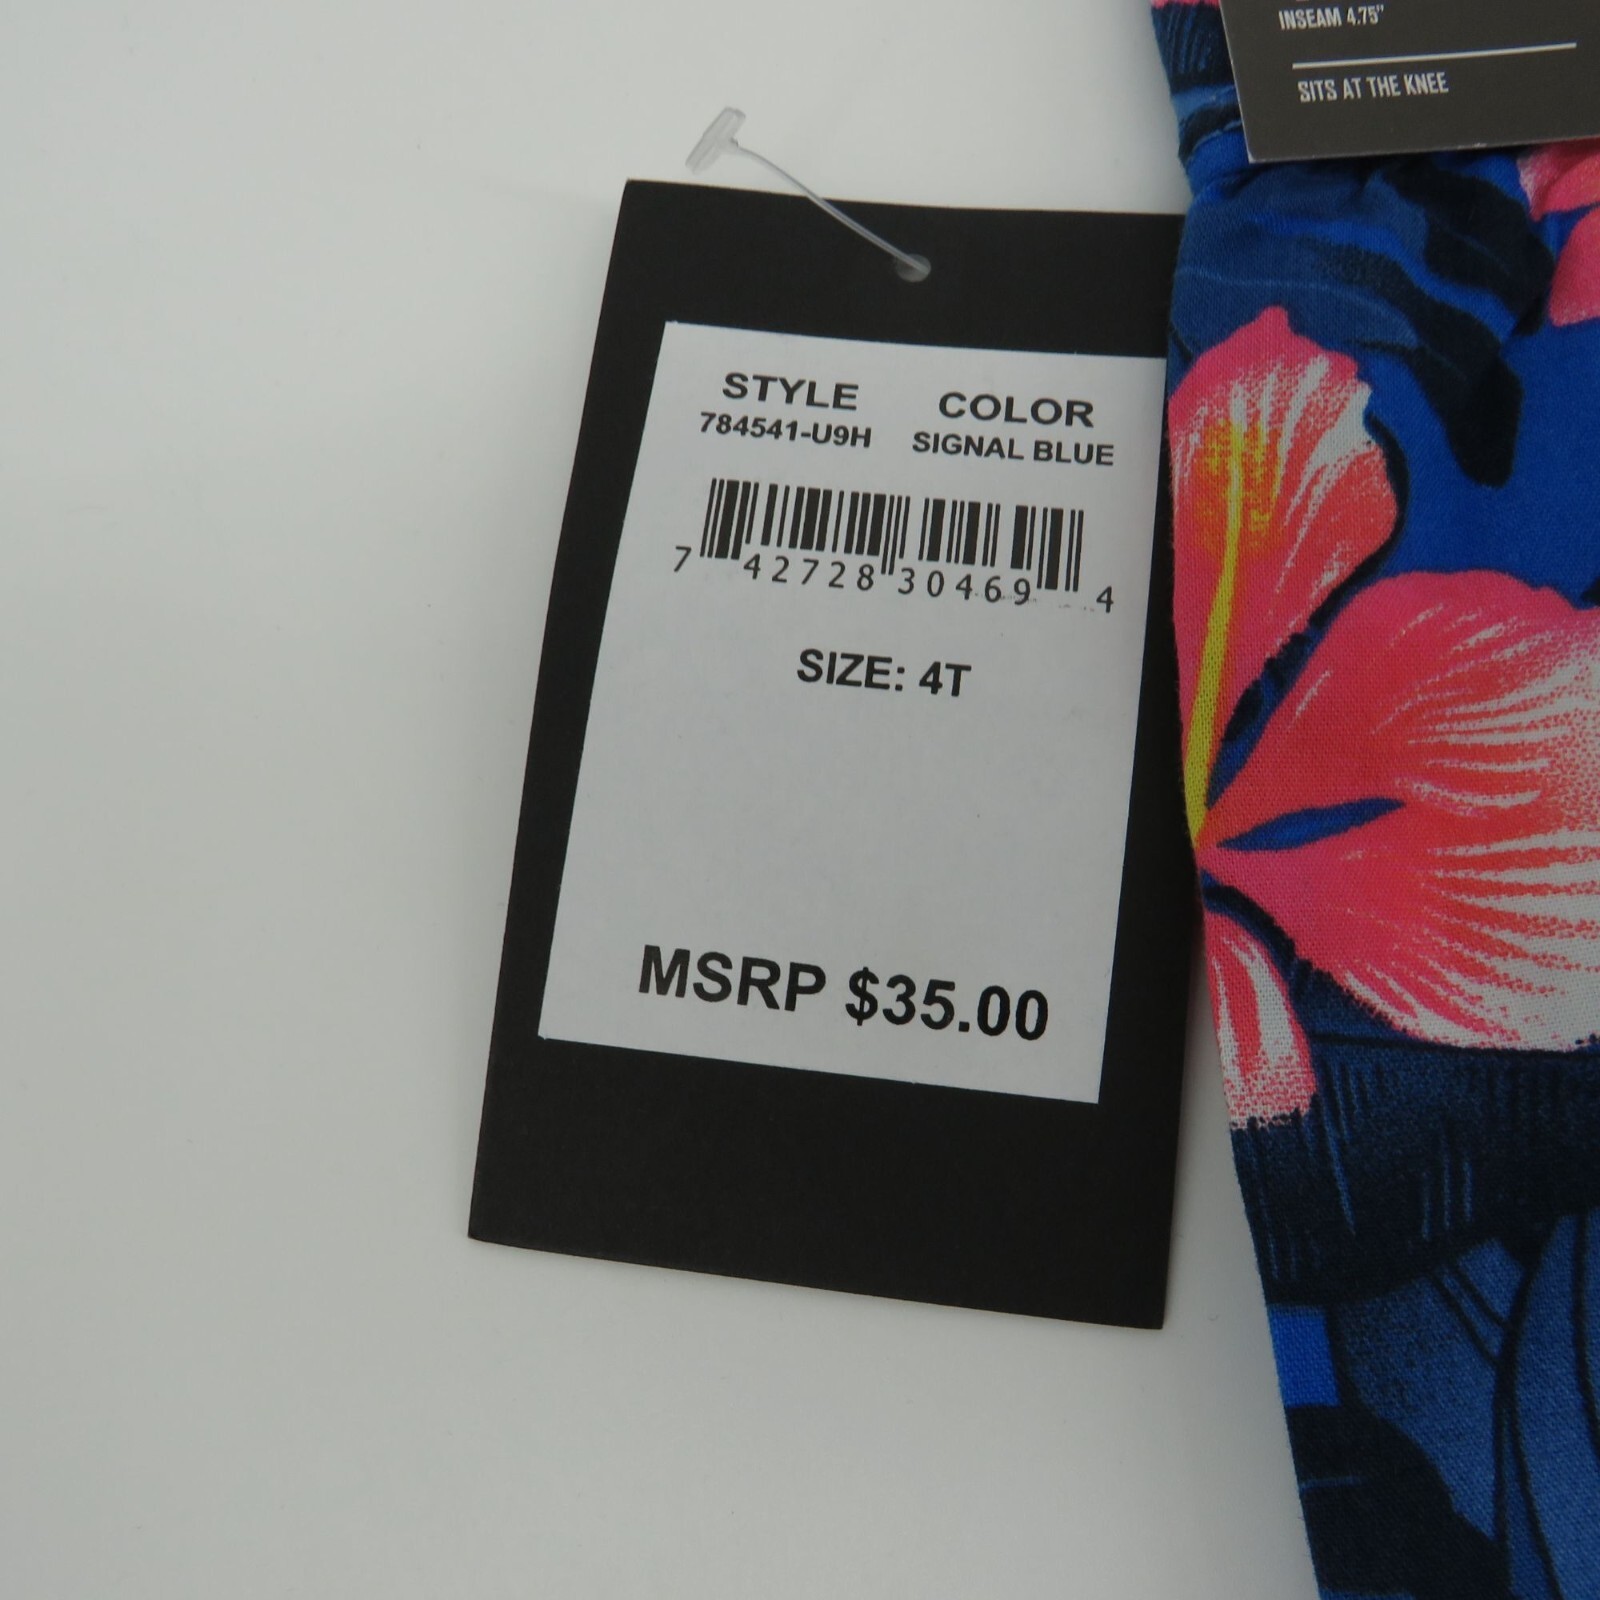 INSEAM 4.75"
SITS AT THE KNEE
STYLE COLOR
784541-U9H SIGNAL BLUE
7 42728 30469 4
SIZE: 4T
MSRP $35.00